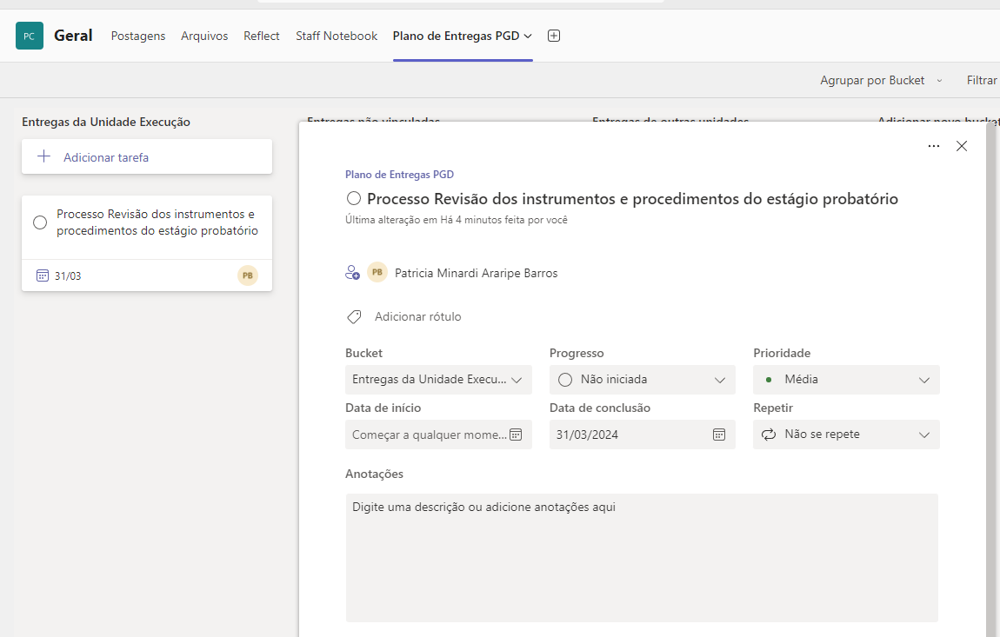 PC
Geral
Postagens
Arquivos
Reflect
Staff Notebook
Plano de Entregas PGD
Agrupar por Bucket
Filtrar
Entregas da Unidade Execução
Entregas não vinculadas
Entregas de outras unidades
Adicionar novo bucket
Adicionar tarefa
Processo Revisão dos instrumentos e
procedimentos do estágio probatório
31/03
PB
Plano de Entregas PGD
Processo Revisão dos instrumentos e procedimentos do estágio probatório
Última alteração em Há 4 minutos feita por você
PB
Patricia Minardi Araripe Barros
Adicionar rótulo
Bucket
Progresso
Prioridade
Entregas da Unidade Execu...
Não iniciada
Média
Data de início
Data de conclusão
Repetir
Começar a qualquer mome...
31/03/2024
Não se repete
Anotações
Digite uma descrição ou adicione anotações aqui